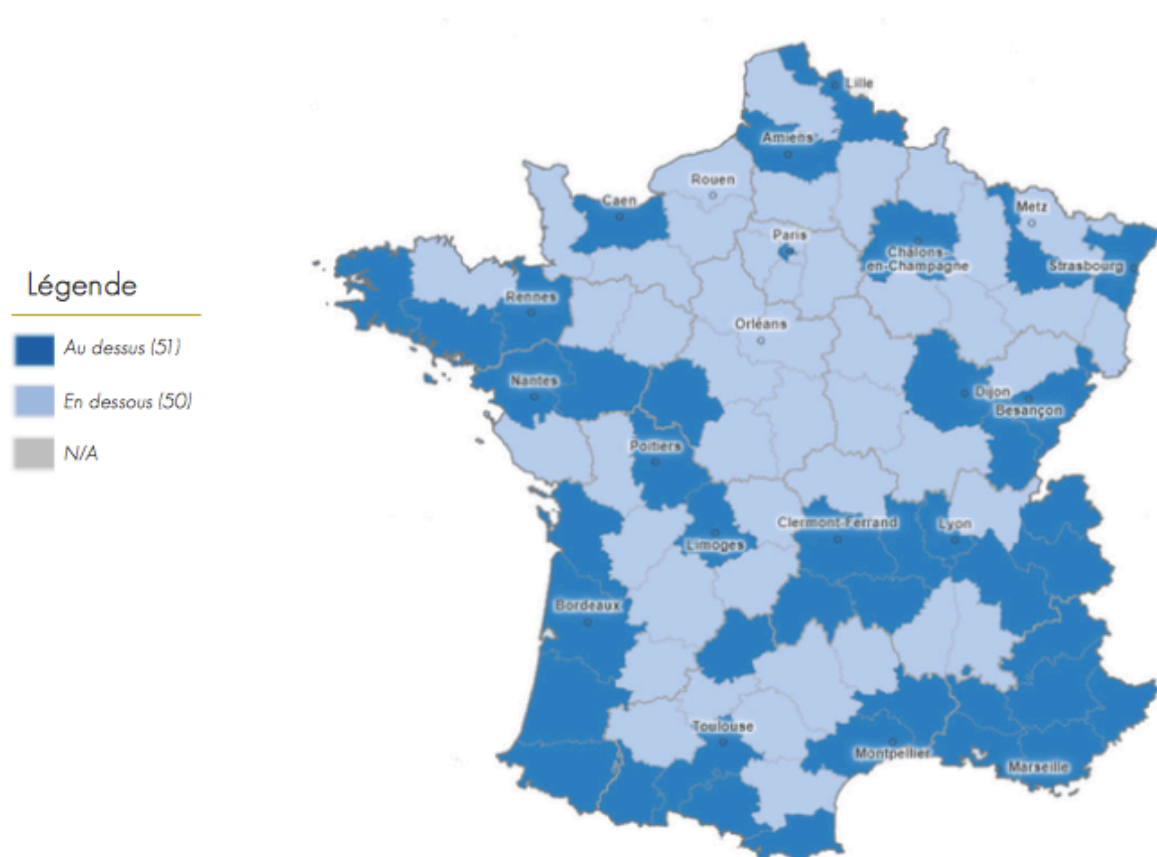 Légende
Au dessus (51)
En dessous (50)
N/A
Lille
Amiens
Rouen
Caen
Metz
Paris
Châlons-
en-Champagne
Strasbourg
Rennes
Orléans
Nantes
Dijon
Besançon
Poitiers
Clermont-Ferrand
Lyon
Limoges
Bordeaux
Toulouse
Montpellier
Marseille